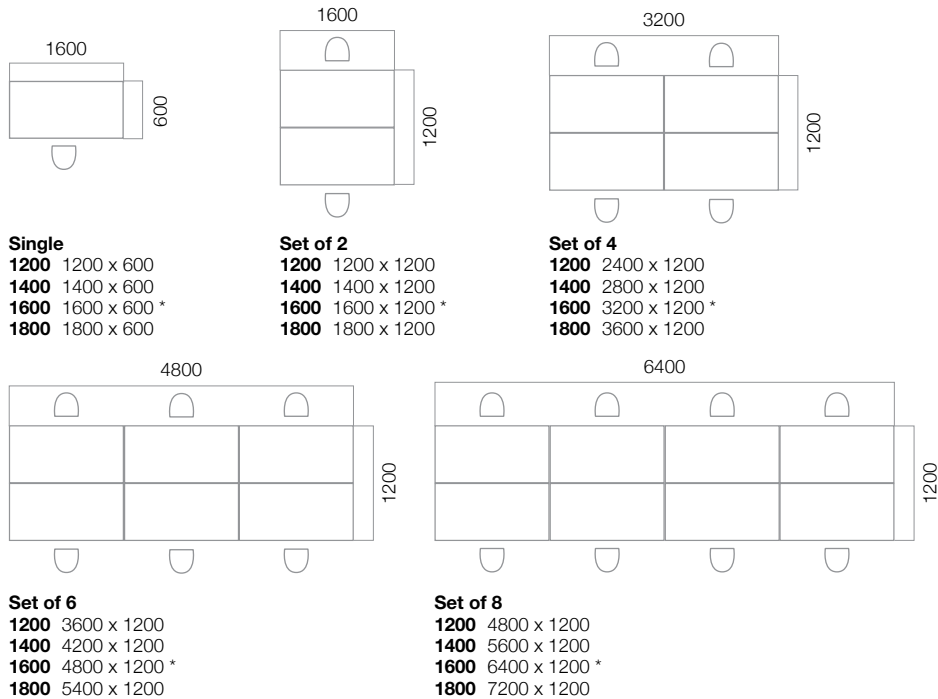 1600
600
Single
1200 1200 x 600
1400 1400 x 600
1600 1600 x 600 *
1800 1800 x 600
1600
1200
Set of 2
1200 1200 x 1200
1400 1400 x 1200
1600 1600 x 1200 *
1800 1800 x 1200
3200
1200
Set of 4
1200 2400 x 1200
1400 2800 x 1200
1600 3200 x 1200 *
1800 3600 x 1200
4800
1200
Set of 6
1200 3600 x 1200
1400 4200 x 1200
1600 4800 x 1200 *
1800 5400 x 1200
6400
1200
Set of 8
1200 4800 x 1200
1400 5600 x 1200
1600 6400 x 1200 *
1800 7200 x 1200